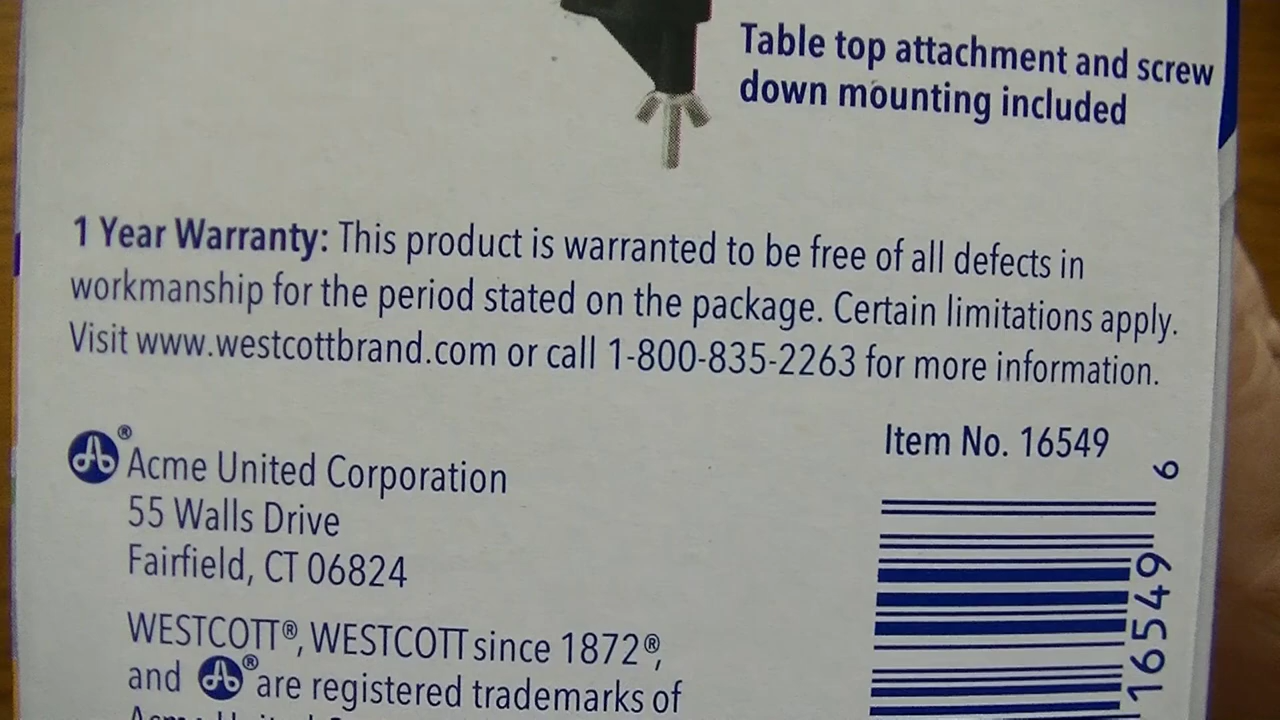 Table top attachment and screw
down mounting included
1 Year Warranty: This product is warranted to be free of all defects in
workmanship for the period stated on the package. Certain limitations apply.
Visit www.westcottbrand.com or call 1-800-835-2263 for more information.
® Acme United Corporation
55 Walls Drive
Fairfield, CT 06824
Item No. 16549
16549 6
WESTCOTT®, WESTCOTT since 1872®,
and ® are registered trademarks of